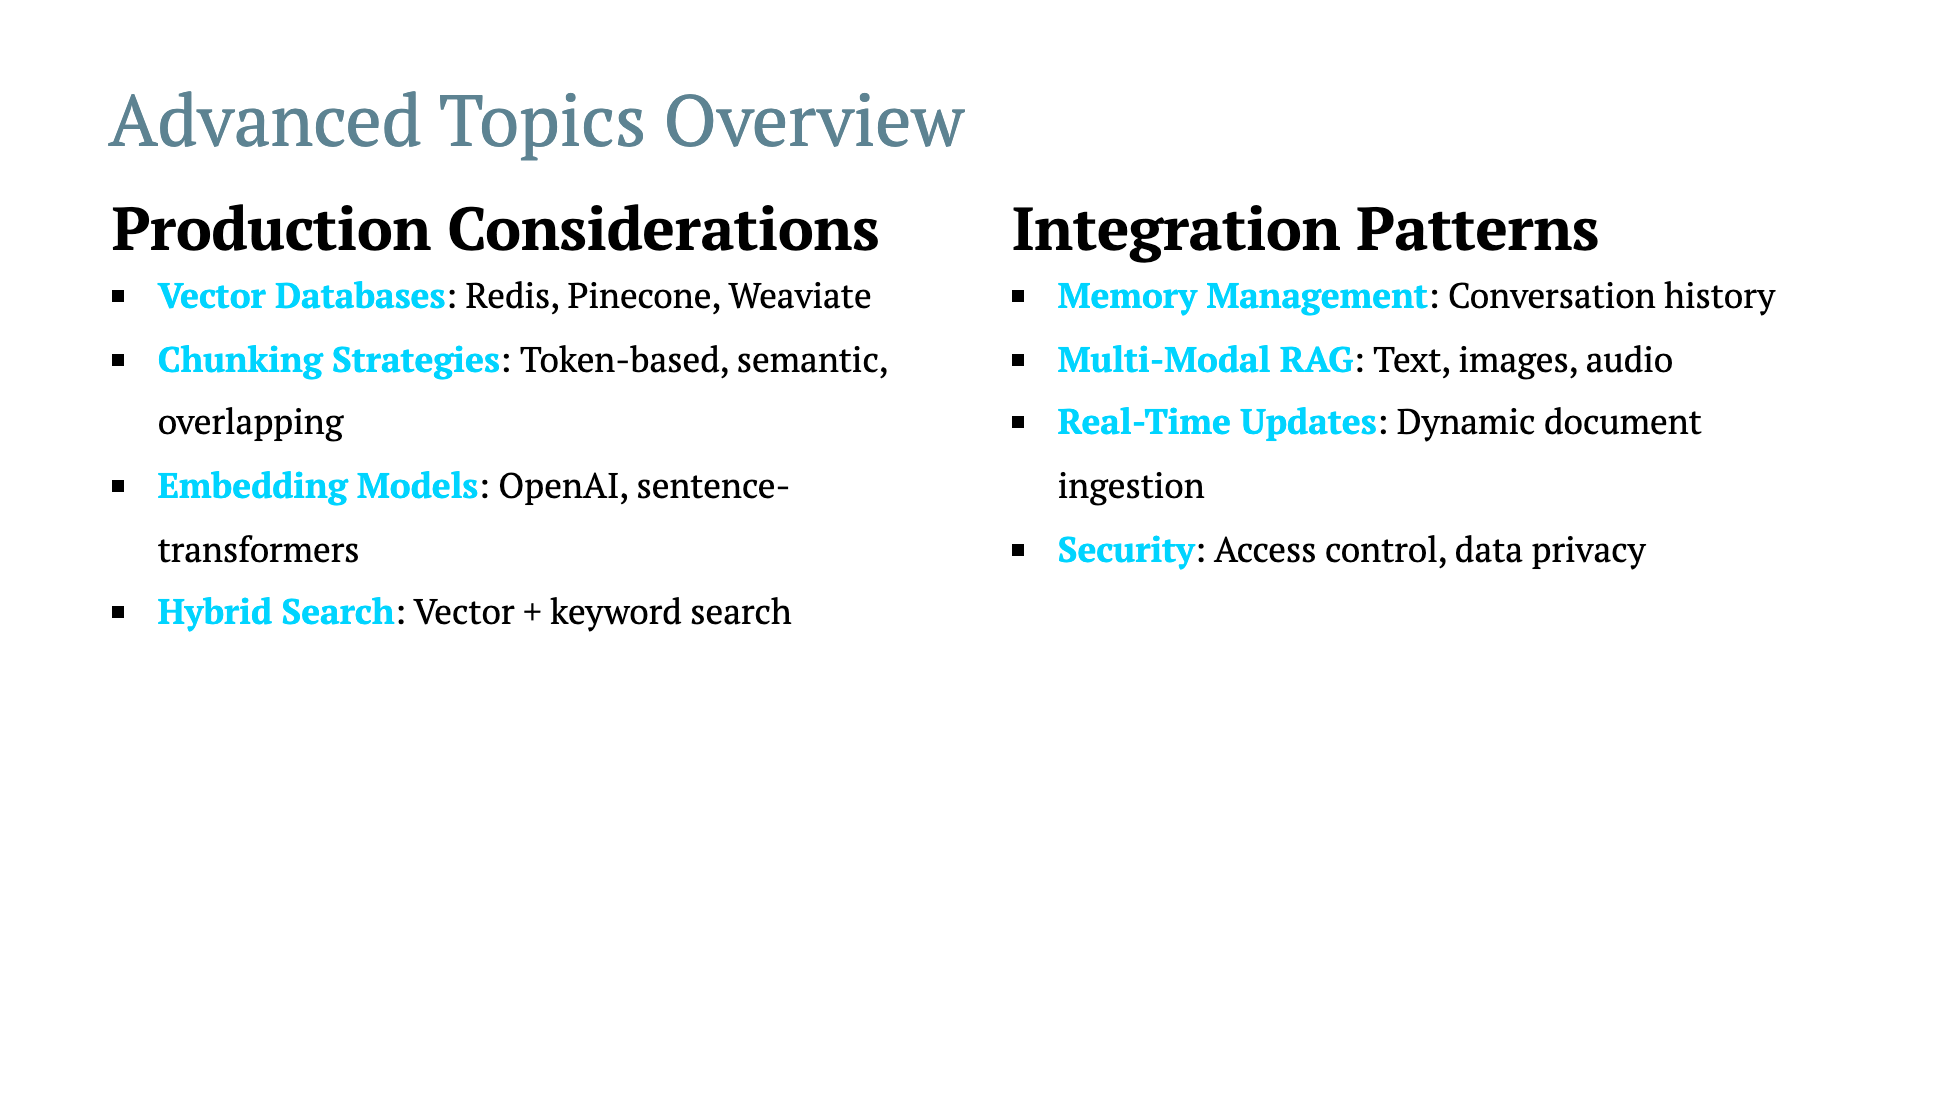 Advanced Topics Overview
Production Considerations
▪ Vector Databases: Redis, Pinecone, Weaviate
▪ Chunking Strategies: Token-based, semantic,
overlapping
▪ Embedding Models: OpenAI, sentence-
transformers
▪ Hybrid Search: Vector + keyword search
Integration Patterns
▪ Memory Management: Conversation history
▪ Multi-Modal RAG: Text, images, audio
▪ Real-Time Updates: Dynamic document
ingestion
▪ Security: Access control, data privacy